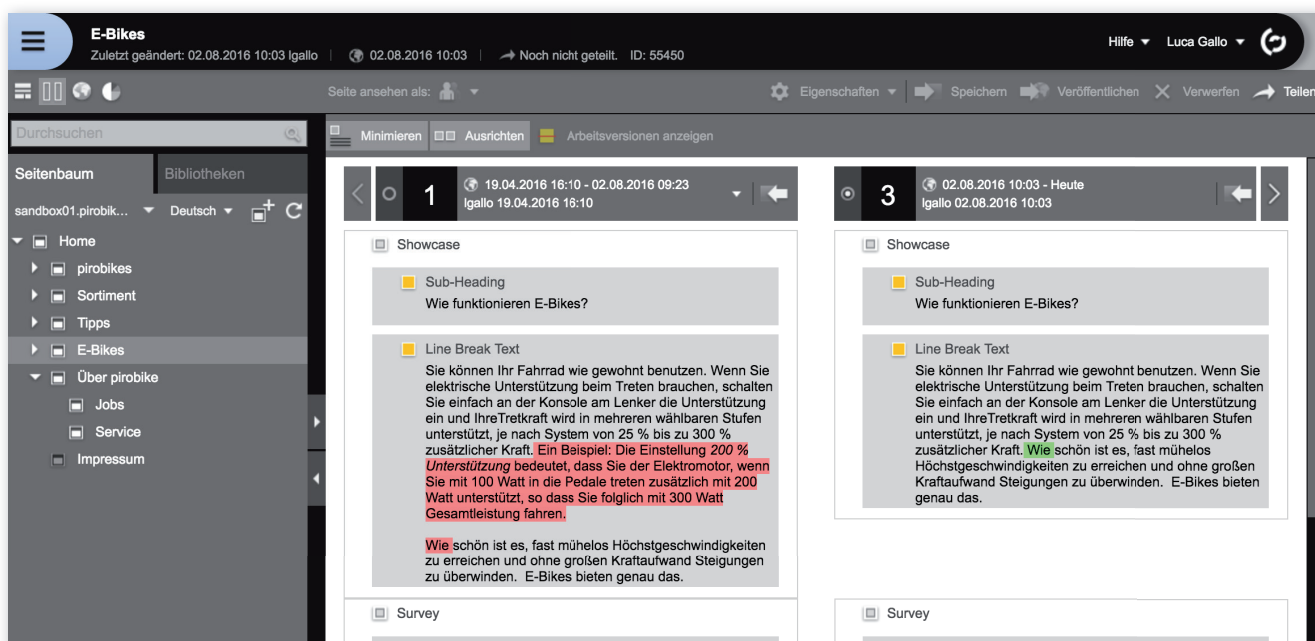 E-Bikes
Zuletzt geändert: 02.08.2016 10:03 lgallo
02.08.2016 10:03
Noch nicht geteilt.
ID: 55450
Hilfe
Luca Gallo
Seite ansehen als:
Eigenschaften
Speichern
Veröffentlichen
Verwerfen
Teilen
Durchsuchen
Minimieren
Ausrichten
Arbeitsversionen anzeigen
Seitenbaum
Bibliotheken
sandbox01.pirobik...
Deutsch
Home
pirobikes
Sortiment
Tipps
E-Bikes
Über pirobike
Jobs
Service
Impressum
1
19.04.2016 16:10 - 02.08.2016 09:23
lgallo 19.04.2016 16:10
Showcase
Sub-Heading
Wie funktionieren E-Bikes?
Line Break Text
Sie können Ihr Fahrrad wie gewohnt benutzen. Wenn Sie
elektrische Unterstützung beim Treten brauchen, schalten
Sie einfach an der Konsole am Lenker die Unterstützung
ein und IhreTretkraft wird in mehreren wählbaren Stufen
unterstützt, je nach System von 25 % bis zu 300 %
zusätzlicher Kraft. Ein Beispiel: Die Einstellung 200 %
Unterstützung bedeutet, dass Sie der Elektromotor, wenn
Sie mit 100 Watt in die Pedale treten zusätzlich mit 200
Watt unterstützt, so dass Sie folglich mit 300 Watt
Gesamtleistung fahren.
Wie schön ist es, fast mühelos Höchstgeschwindigkeiten
zu erreichen und ohne großen Kraftaufwand Steigungen
zu überwinden. E-Bikes bieten genau das.
Survey
3
02.08.2016 10:03 - Heute
lgallo 02.08.2016 10:03
Showcase
Sub-Heading
Wie funktionieren E-Bikes?
Line Break Text
Sie können Ihr Fahrrad wie gewohnt benutzen. Wenn Sie
elektrische Unterstützung beim Treten brauchen, schalten
Sie einfach an der Konsole am Lenker die Unterstützung
ein und IhreTretkraft wird in mehreren wählbaren Stufen
unterstützt, je nach System von 25 % bis zu 300 %
zusätzlicher Kraft. Wie schön ist es, fast mühelos
Höchstgeschwindigkeiten zu erreichen und ohne großen
Kraftaufwand Steigungen zu überwinden. E-Bikes bieten
genau das.
Survey